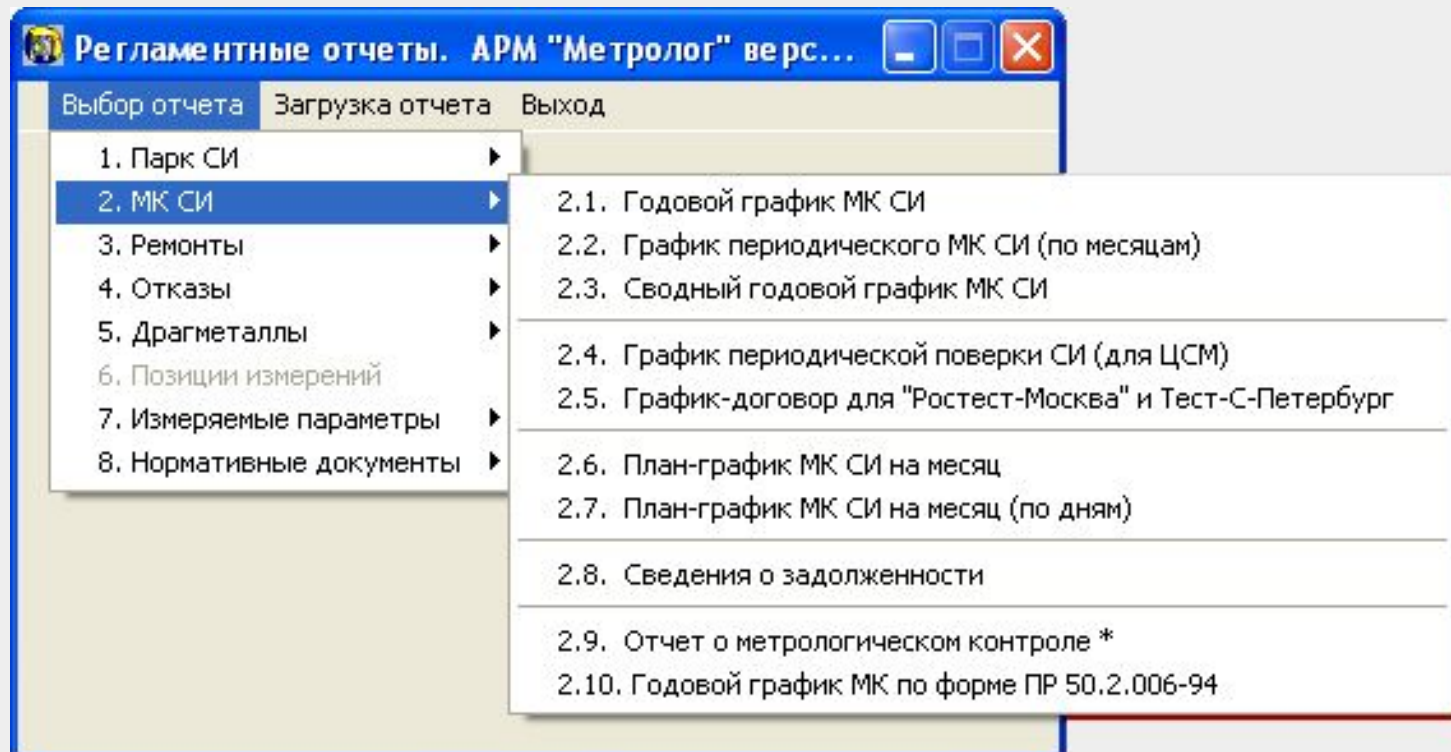 Регламентные отчеты. АРМ "Метролог" верс...
Выбор отчета Загрузка отчета Выход
1. Парк СИ
2. МК СИ
3. Ремонты
4. Отказы
5. Драгметаллы
6. Позиции измерений
7. Измеряемые параметры
8. Нормативные документы
2.1. Годовой график МК СИ
2.2. График периодического МК СИ (по месяцам)
2.3. Сводный годовой график МК СИ
2.4. График периодической поверки СИ (для ЦСМ)
2.5. График-договор для "Ростест-Москва" и Тест-С-Петербург
2.6. План-график МК СИ на месяц
2.7. План-график МК СИ на месяц (по дням)
2.8. Сведения о задолженности
2.9. Отчет о метрологическом контроле *
2.10. Годовой график МК по форме ПР 50.2.006-94